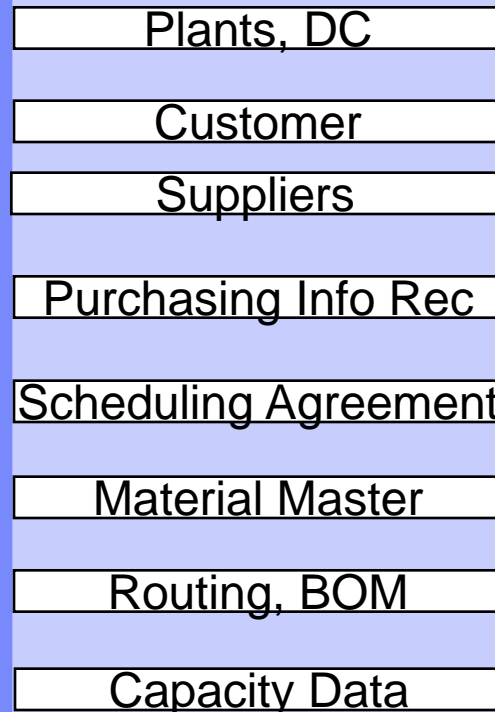 Plants, DC
Customer
Suppliers
Purchasing Info Rec
Scheduling Agreement
Material Master
Routing, BOM
Capacity Data